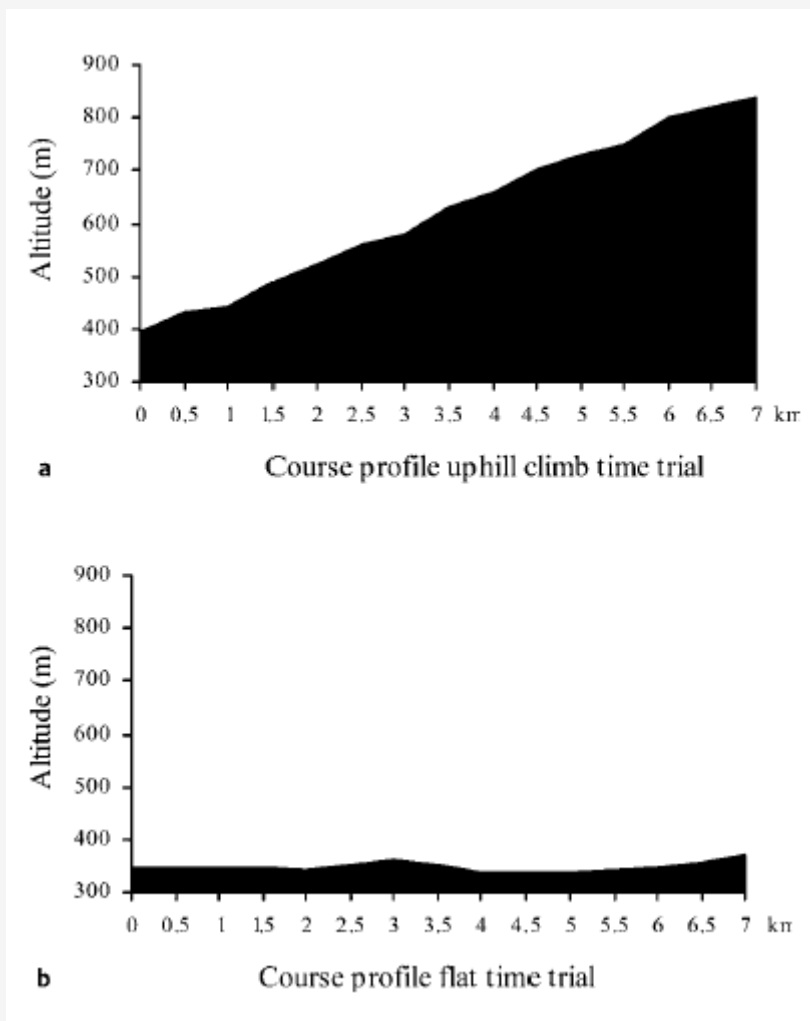 900
800
700
600
500
400
300
Altitude (m)
0 0,5 1 1,5 2 2,5 3 3,5 4 4,5 5 5,5 6 6,5 7 km
a Course profile uphill climb time trial
900
800
700
600
500
400
300
Altitude (m)
0 0,5 1 1,5 2 2,5 3 3,5 4 4,5 5 5,5 6 6,5 7 km
b Course profile flat time trial